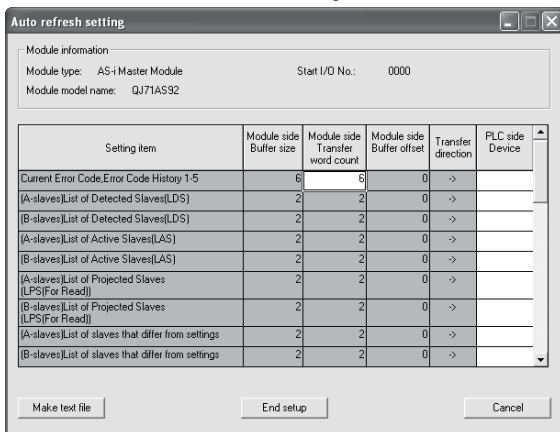 Auto refresh setting
Module information
Module type: AS-i Master Module Start I/O No.: 0000
Module model name: QJ71AS92
Setting item Module side Buffer size Module side Transfer word count Module side Buffer offset Transfer direction PLC side Device
Current Error Code,Error Code History 1-5 6 6 0 ->
(A-slaves)List of Detected Slaves(LDS) 2 2 0 ->
(B-slaves)List of Detected Slaves(LDS) 2 2 0 ->
(A-slaves)List of Active Slaves(LAS) 2 2 0 ->
(B-slaves)List of Active Slaves(LAS) 2 2 0 ->
(A-slaves)List of Projected Slaves
(LPS(For Read)) 2 2 0 ->
(B-slaves)List of Projected Slaves
(LPS(For Read)) 2 2 0 ->
(A-slaves)List of slaves that differ from settings 2 2 0 ->
(B-slaves)List of slaves that differ from settings 2 2 0 ->
Make text file End setup Cancel